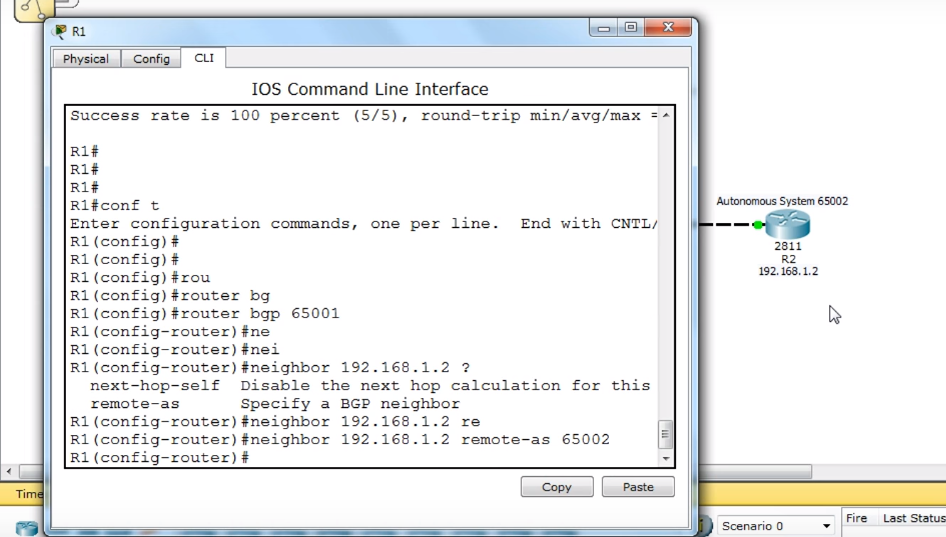 R1
Physical
Config
CLI
IOS Command Line Interface
Success rate is 100 percent (5/5), round-trip min/avg/max =
R1#
R1#
R1#
R1#conf t
Enter configuration commands, one per line.  End with CNTL/
R1(config)#
R1(config)#
R1(config)#rou
R1(config)#router bg
R1(config)#router bgp 65001
R1(config-router)#ne
R1(config-router)#nei
R1(config-router)#neighbor 192.168.1.2 ?
  next-hop-self  Disable the next hop calculation for this
  remote-as      Specify a BGP neighbor
R1(config-router)#neighbor 192.168.1.2 re
R1(config-router)#neighbor 192.168.1.2 remote-as 65002
R1(config-router)#
Copy
Paste
Autonomous System 65002
2811
R2
192.168.1.2
Time
Scenario 0
Fire
Last Status